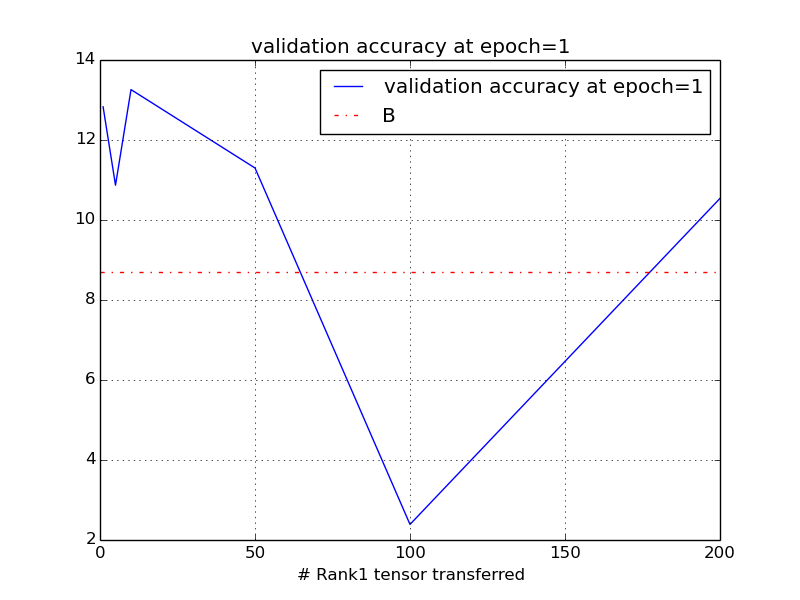 validation accuracy at epoch=1
validation accuracy at epoch=1
B
14
12
10
8
6
4
2
0 50 100 150 200
# Rank1 tensor transferred